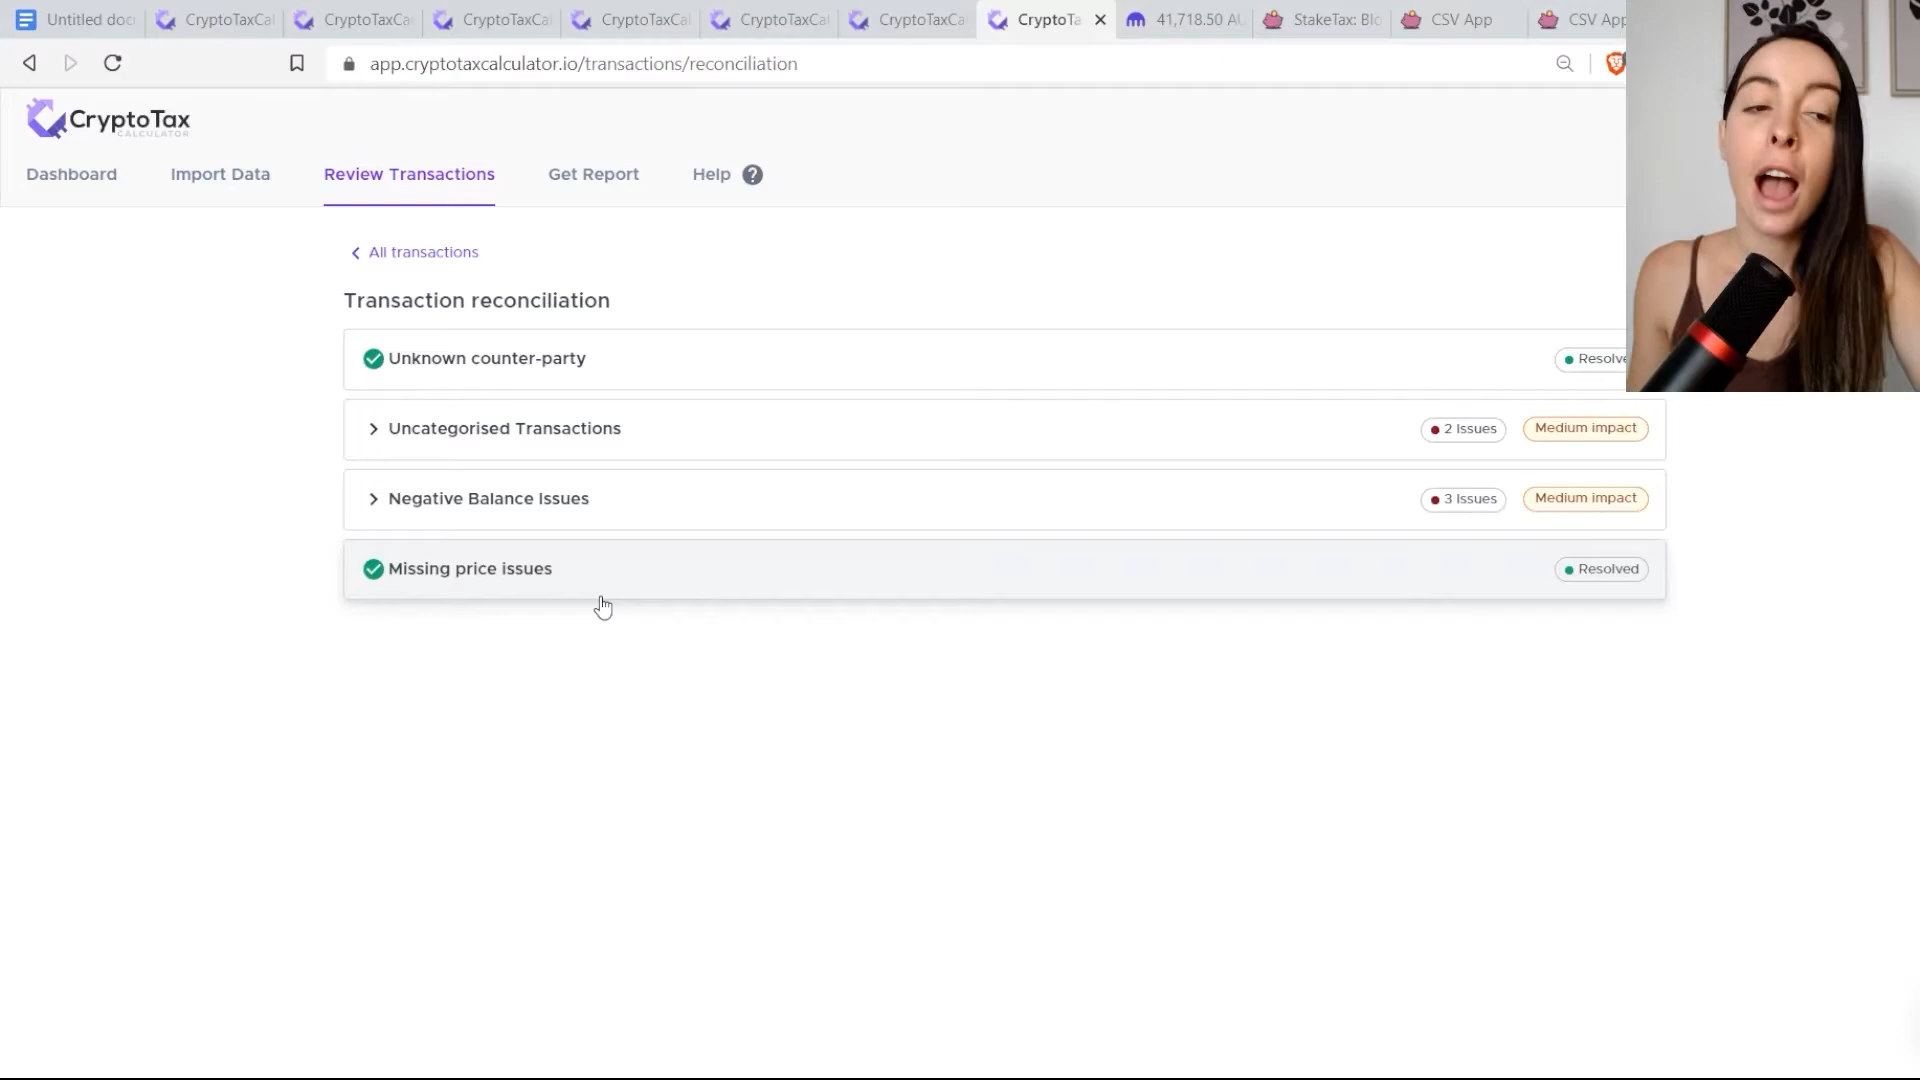 Untitled doc
CryptoTaxCal
CryptoTaxCal
CryptoTaxCal
CryptoTaxCal
CryptoTaxCal
CryptoTaxCa
CryptoTa
41,718.50 AU
StakeTax: Blo
CSV App
CSV App
app.cryptotaxcalculator.io/transactions/reconciliation
CryptoTax
CALCULATOR
Dashboard
Import Data
Review Transactions
Get Report
Help ?
All transactions
Transaction reconciliation
Unknown counter-party
Resolve
Uncategorised Transactions
2 Issues
Medium impact
Negative Balance Issues
3 Issues
Medium impact
Missing price issues
Resolved